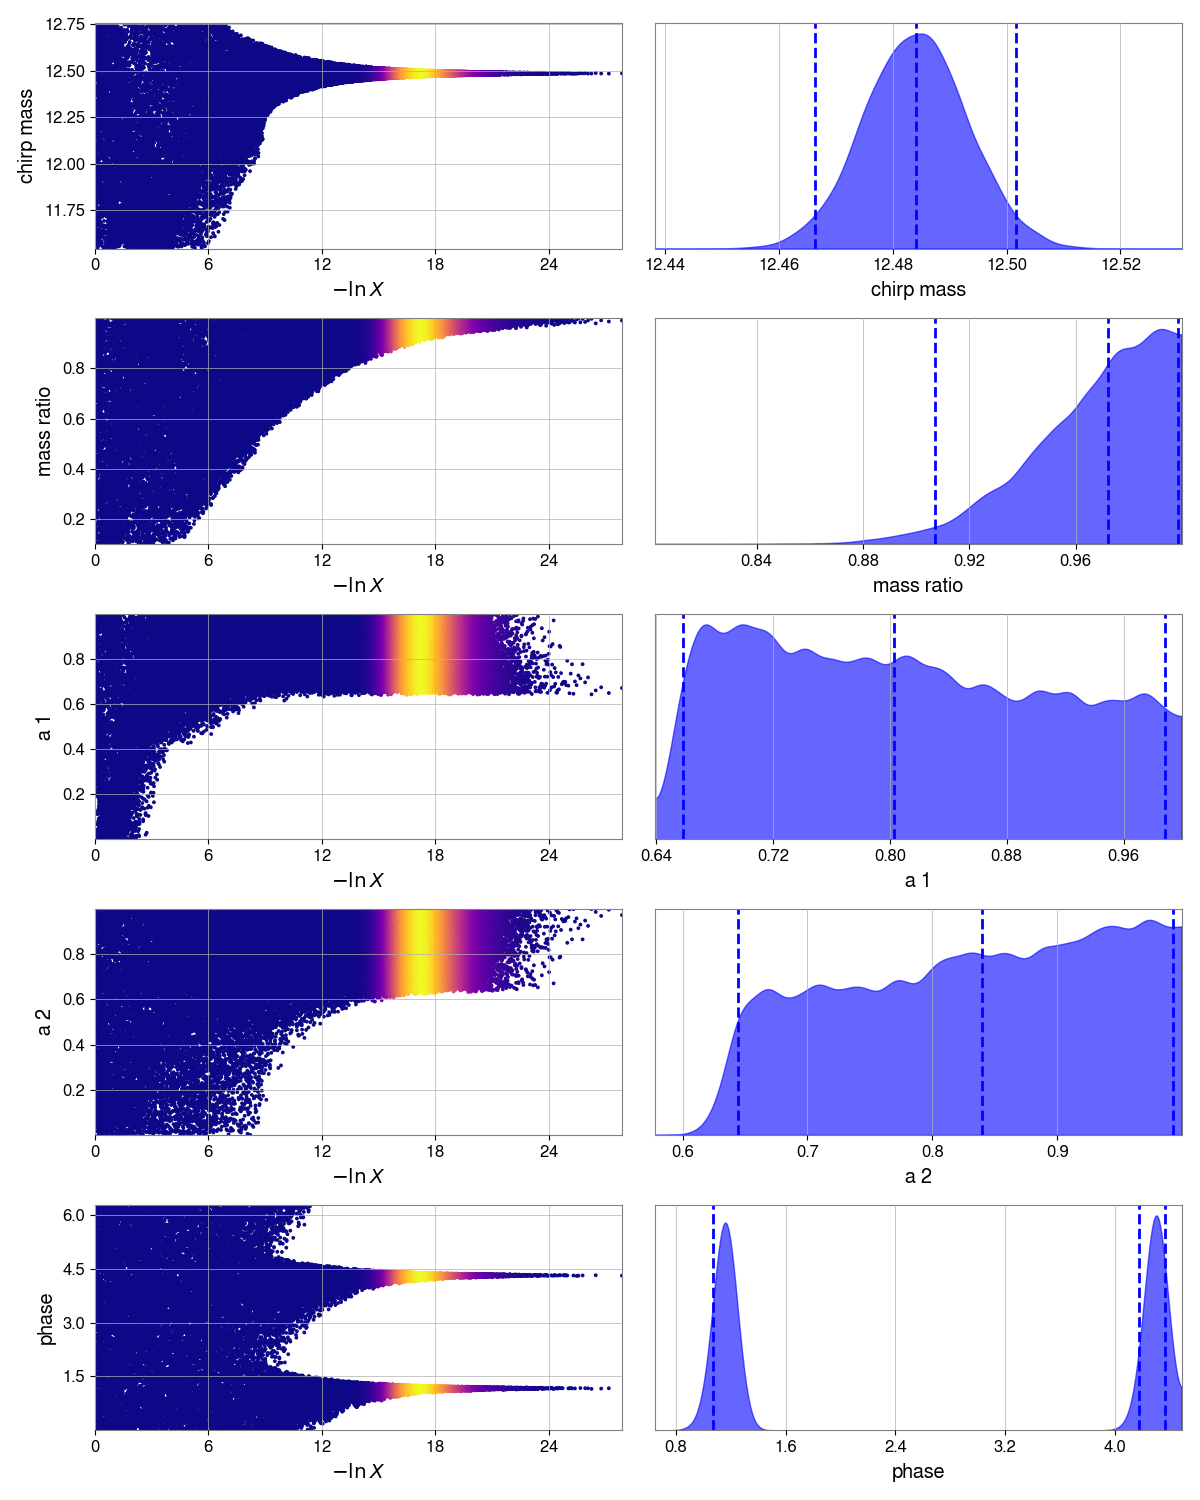 12.75
12.50
12.25
12.00
11.75
chirp mass
0 6 12 18 24
−ln X
12.44 12.46 12.48 12.50 12.52
chirp mass
0.8
0.6
0.4
0.2
mass ratio
0 6 12 18 24
−ln X
0.84 0.88 0.92 0.96
mass ratio
0.8
0.6
0.4
0.2
a 1
0 6 12 18 24
−ln X
0.64 0.72 0.80 0.88 0.96
a 1
0.8
0.6
0.4
0.2
a 2
0 6 12 18 24
−ln X
0.6 0.7 0.8 0.9
a 2
6.0
4.5
3.0
1.5
phase
0 6 12 18 24
−ln X
0.8 1.6 2.4 3.2 4.0
phase